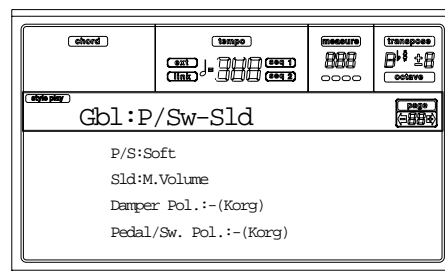 chord tempo measure transpose
ext seq 1
link seq 2
octave
style play page
Gbl:P/Sw-Sld
P/S:Soft
Sld:M.Volume
Damper Pol.:-(Korg)
Pedal/Sw. Pol.:-(Korg)